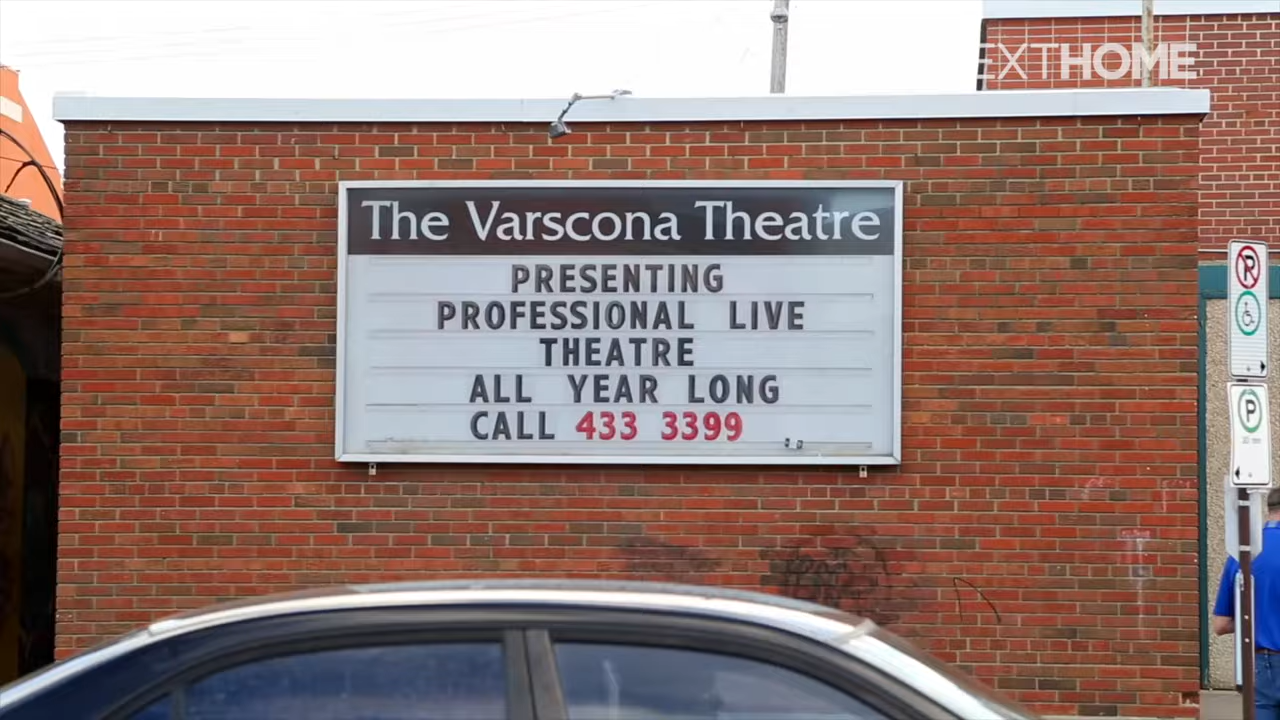 EXTHOME
The Varscona Theatre
PRESENTING
PROFESSIONAL LIVE
THEATRE
ALL YEAR LONG
CALL 433 3399
P
P